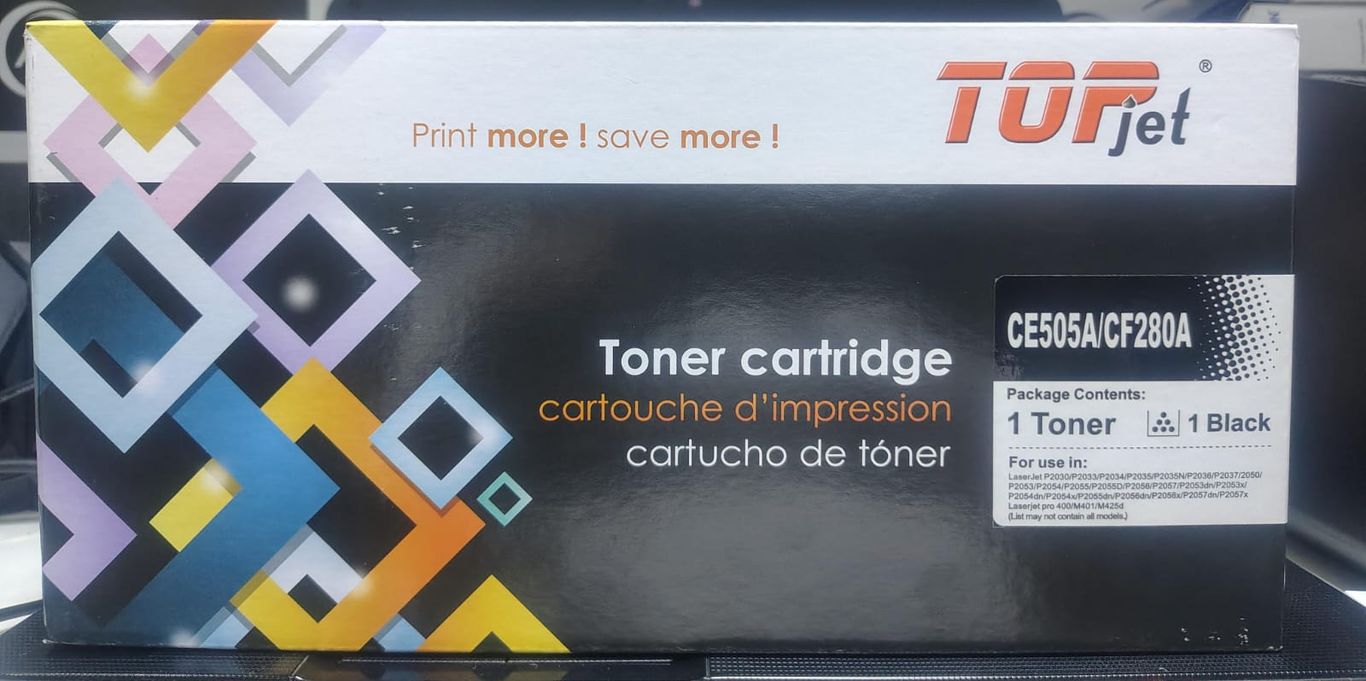 Print more ! save more !
TOPjet ®
Toner cartridge
cartouche d'impression
cartucho de tóner
CE505A/CF280A
Package Contents:
1 Toner 1 Black
For use in:
LaserJet P2030/P2033/P2034/P2035/P2035N/P2036/P2037/2050/
P2053/P2054/P2055/P2055D/P2056/P2057/P2053dn/P2053x/
P2054dn/P2054x/P2055dn/P2056dn/P2056x/P2057dn/P2057x
Laserjet pro 400/M401/M425d
(List may not contain all models.)